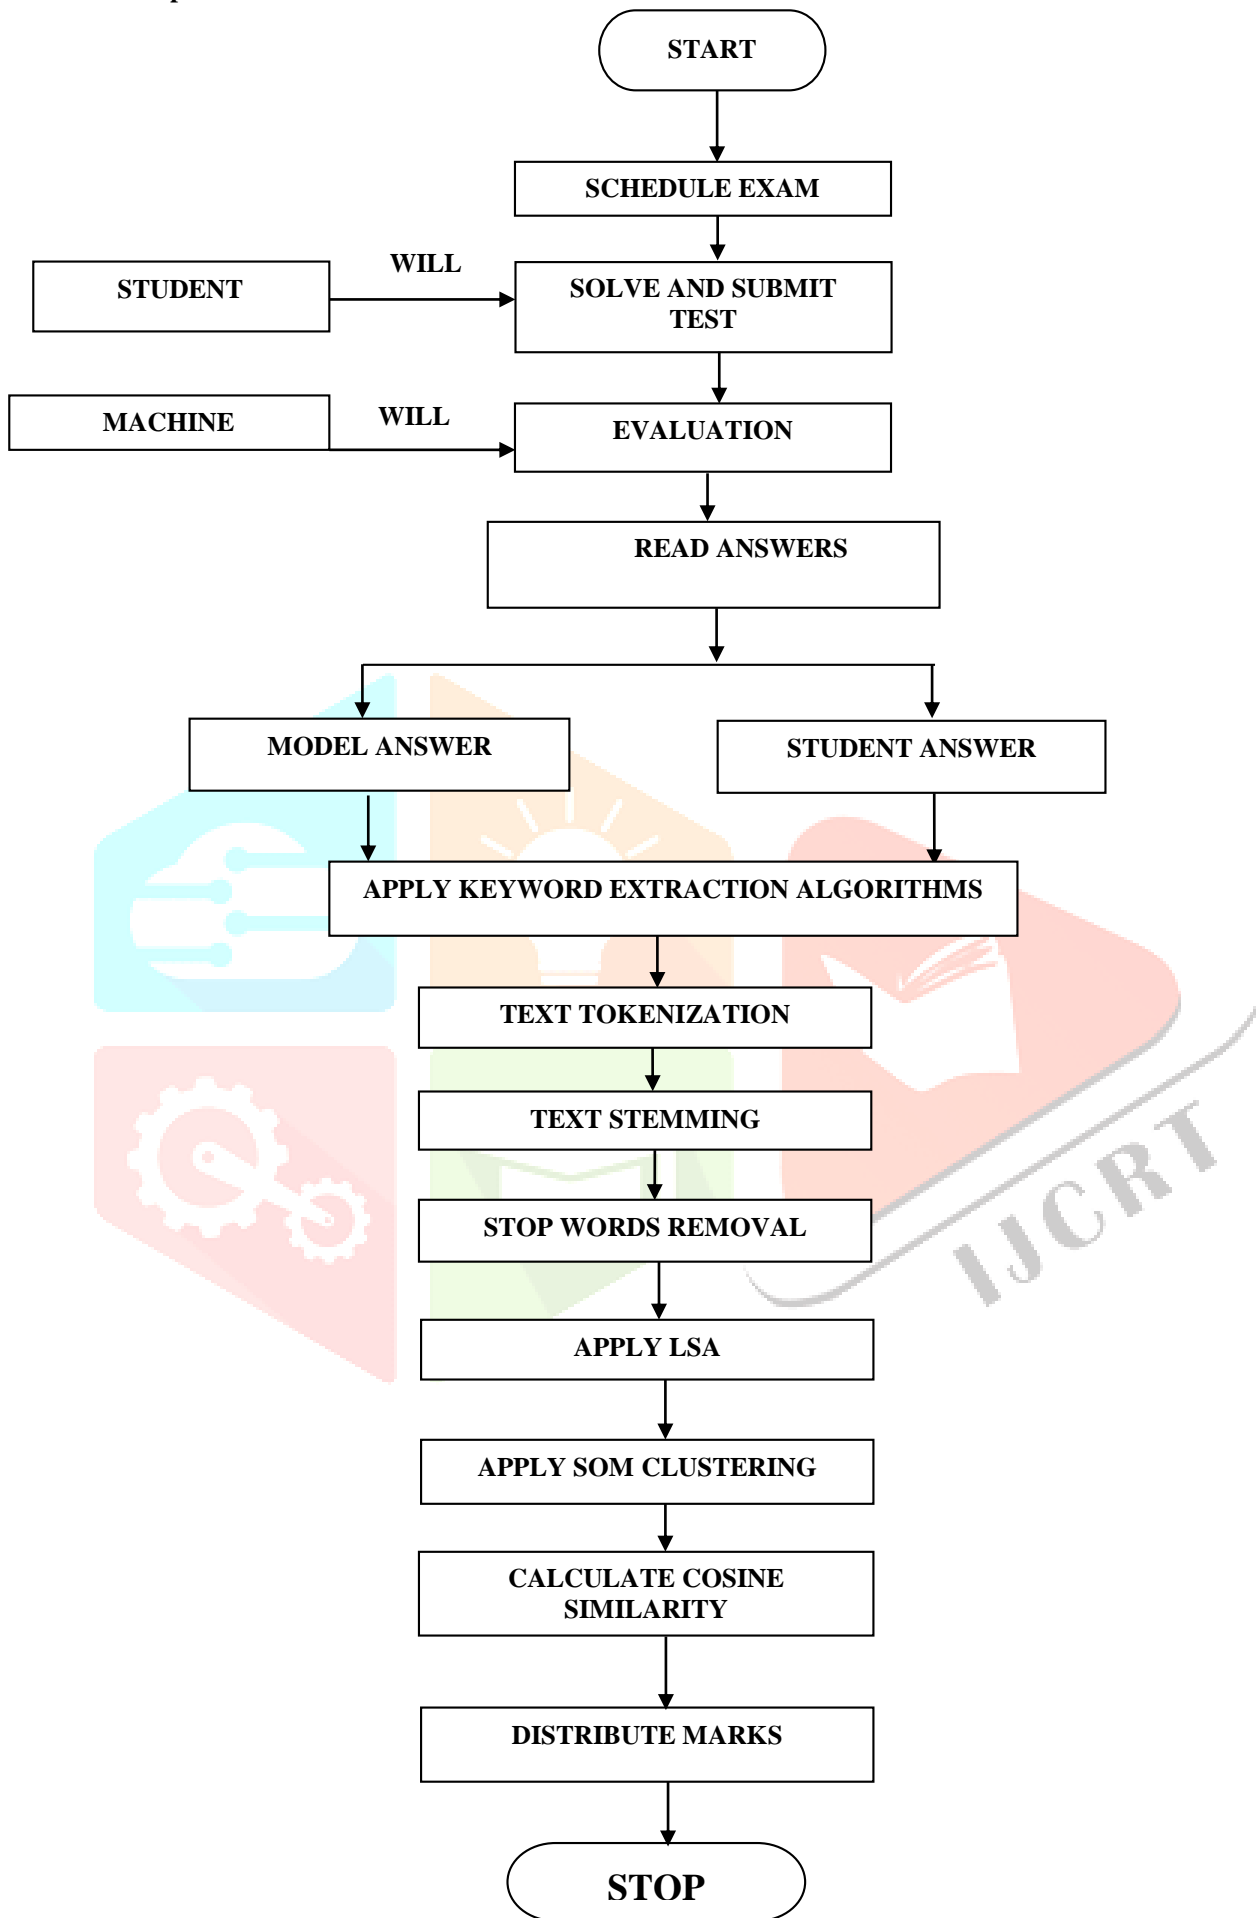 START
SCHEDULE EXAM
WILL
STUDENT
SOLVE AND SUBMIT
TEST
MACHINE
WILL
EVALUATION
READ ANSWERS
MODEL ANSWER
STUDENT ANSWER
APPLY KEYWORD EXTRACTION ALGORITHMS
TEXT TOKENIZATION
TEXT STEMMING
STOP WORDS REMOVAL
IJCRT
APPLY LSA
APPLY SOM CLUSTERING
CALCULATE COSINE
SIMILARITY
DISTRIBUTE MARKS
STOP